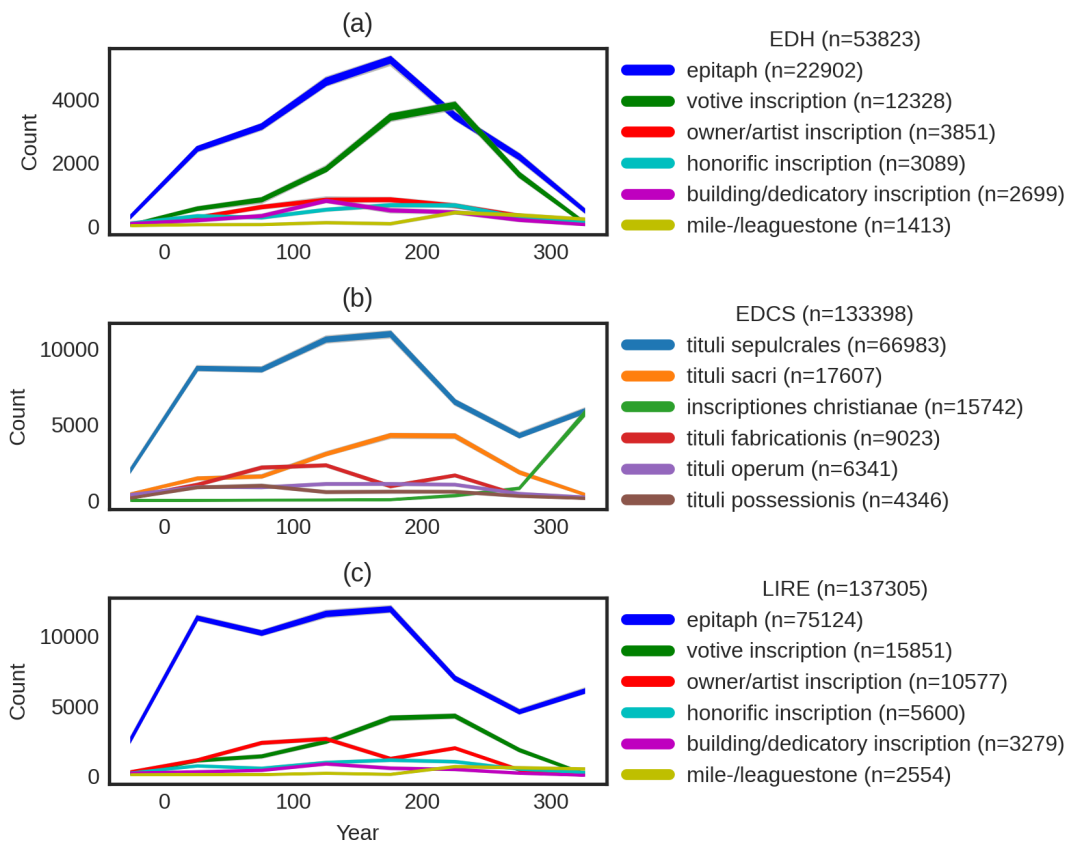 (a)
EDH (n=53823)
epitaph (n=22902)
votive inscription (n=12328)
owner/artist inscription (n=3851)
honorific inscription (n=3089)
building/dedicatory inscription (n=2699)
mile-/leaguestone (n=1413)
Count
4000
2000
0
0 100 200 300
(b)
EDCS (n=133398)
tituli sepulcrales (n=66983)
tituli sacri (n=17607)
inscriptiones christianae (n=15742)
tituli fabricationis (n=9023)
tituli operum (n=6341)
tituli possessionis (n=4346)
Count
10000
5000
0
0 100 200 300
(c)
LIRE (n=137305)
epitaph (n=75124)
votive inscription (n=15851)
owner/artist inscription (n=10577)
honorific inscription (n=5600)
building/dedicatory inscription (n=3279)
mile-/leaguestone (n=2554)
Count
10000
5000
0
0 100 200 300
Year